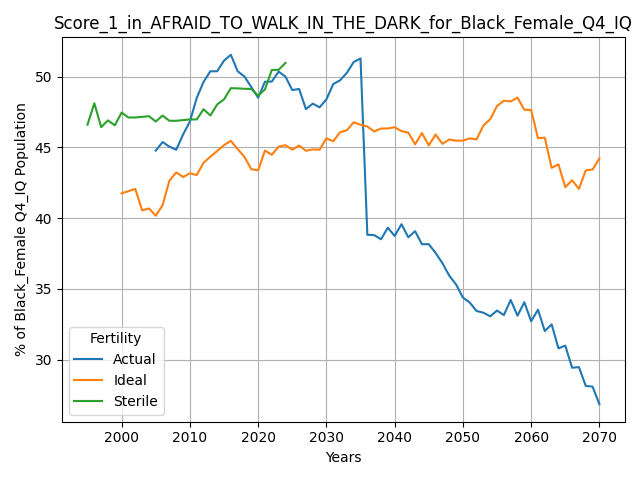 Score_1_in_AFRAID_TO_WALK_IN_THE_DARK_for_Black_Female_Q4_IQ
% of Black_Female Q4_IQ Population
50
45
40
35
30
Fertility
Actual
Ideal
Sterile
2000 2010 2020 2030 2040 2050 2060 2070
Years